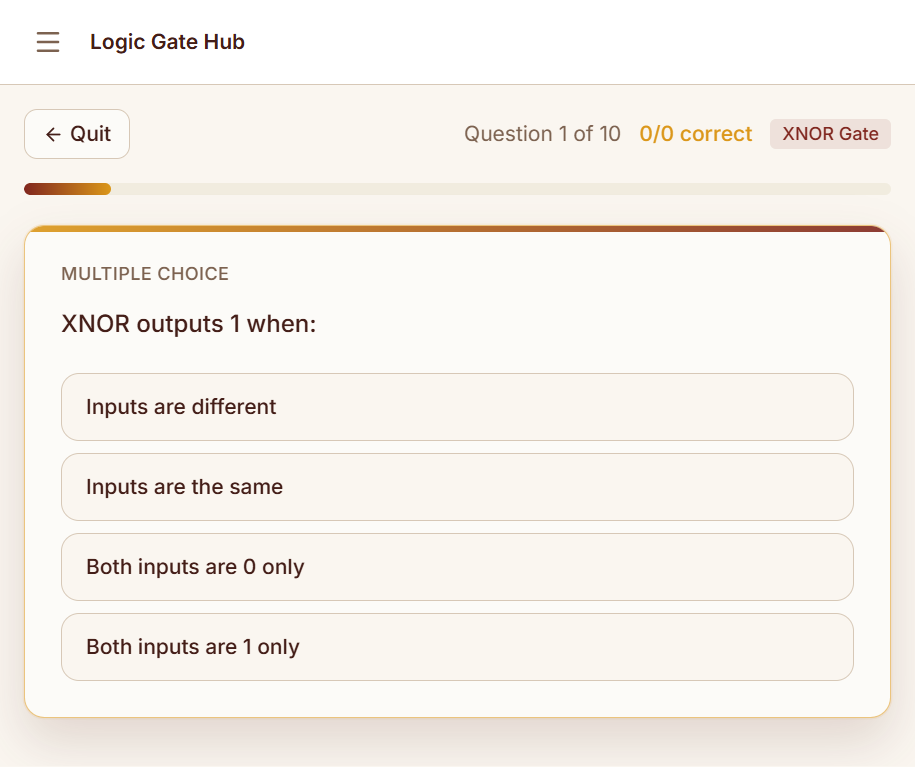 Logic Gate Hub
← Quit
Question 1 of 10 0/0 correct XNOR Gate
MULTIPLE CHOICE
XNOR outputs 1 when:
Inputs are different
Inputs are the same
Both inputs are 0 only
Both inputs are 1 only